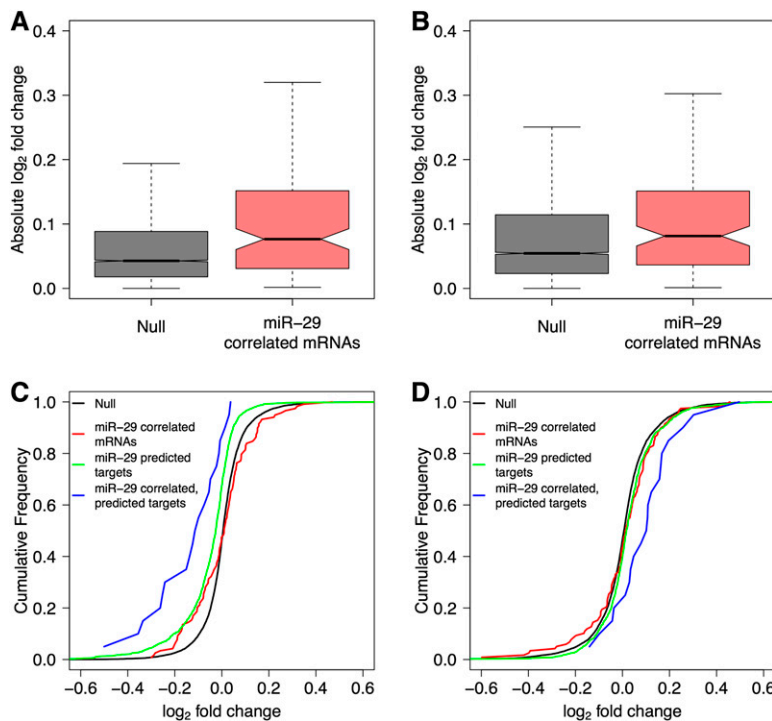 A
Absolute log2 fold change
0.4
0.3
0.2
0.1
0.0
Null
miR-29
correlated mRNAs
B
Absolute log2 fold change
0.4
0.3
0.2
0.1
0.0
Null
miR-29
correlated mRNAs
C
Cumulative Frequency
1.0
0.8
0.6
0.4
0.2
0.0
Null
miR-29 correlated
mRNAs
miR-29 predicted
targets
miR-29 correlated,
predicted targets
−0.6 −0.4 −0.2 0.0 0.2 0.4 0.6
log2 fold change
D
Cumulative Frequency
1.0
0.8
0.6
0.4
0.2
0.0
Null
miR-29 correlated
mRNAs
miR-29 predicted
targets
miR-29 correlated,
predicted targets
−0.6 −0.4 −0.2 0.0 0.2 0.4 0.6
log2 fold change